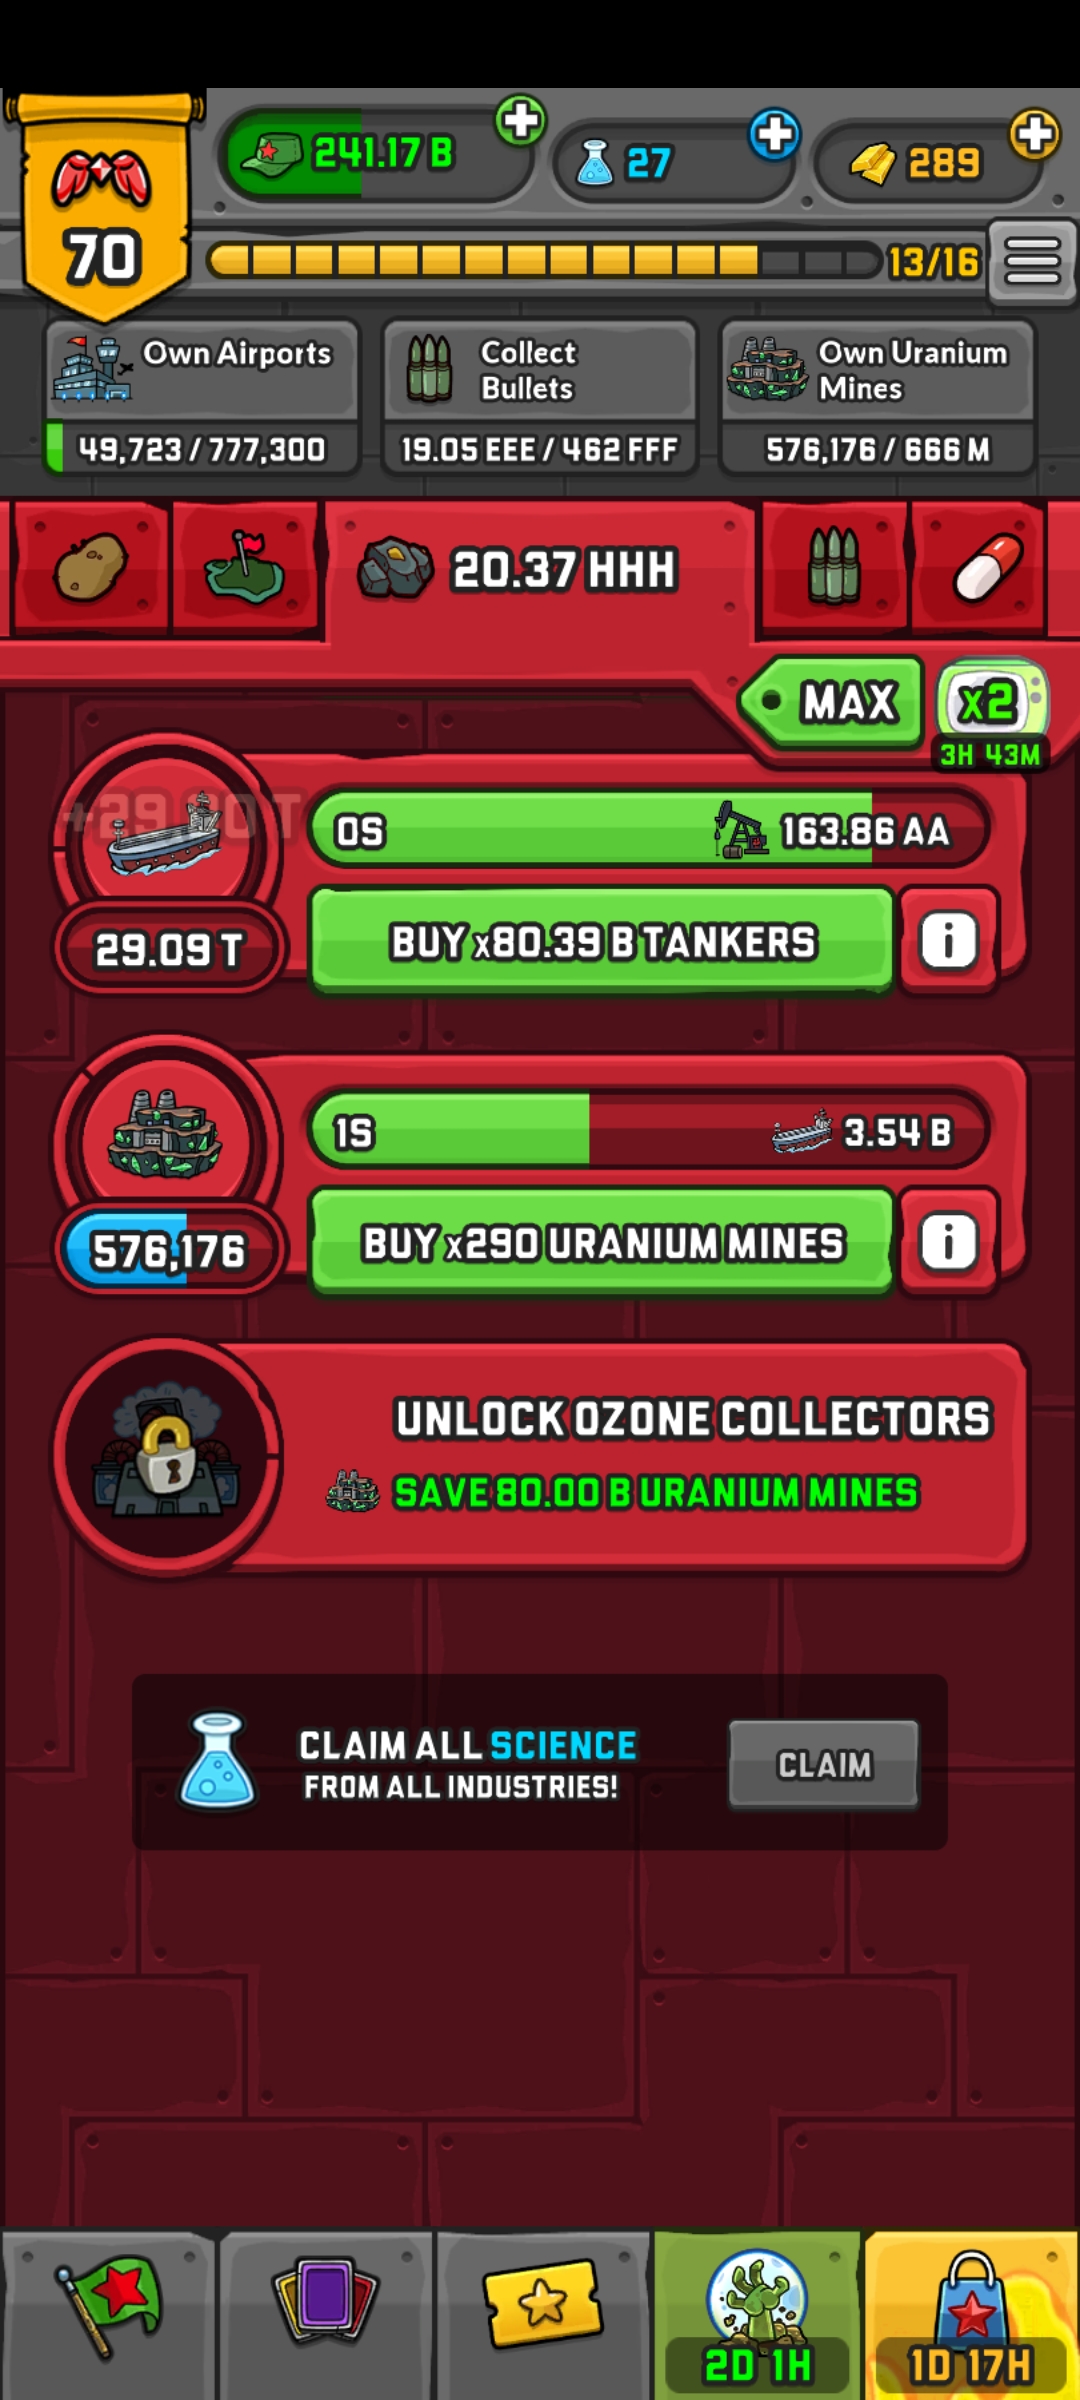 241.17 B
27
289
70
13/16
Own Airports
49,723 / 777,300
Collect
Bullets
19.05 EEE / 462 FFF
Own Uranium
Mines
576,176 / 666 M
20.37 HHH
MAX
x2
3H 43M
0S
163.86 AA
29.09 T
BUY x80.39 B TANKERS
i
1S
3.54 B
576,176
BUY x290 URANIUM MINES
i
UNLOCK OZONE COLLECTORS
SAVE 80.00 B URANIUM MINES
CLAIM ALL SCIENCE
FROM ALL INDUSTRIES!
CLAIM
2D 1H
1D 17H